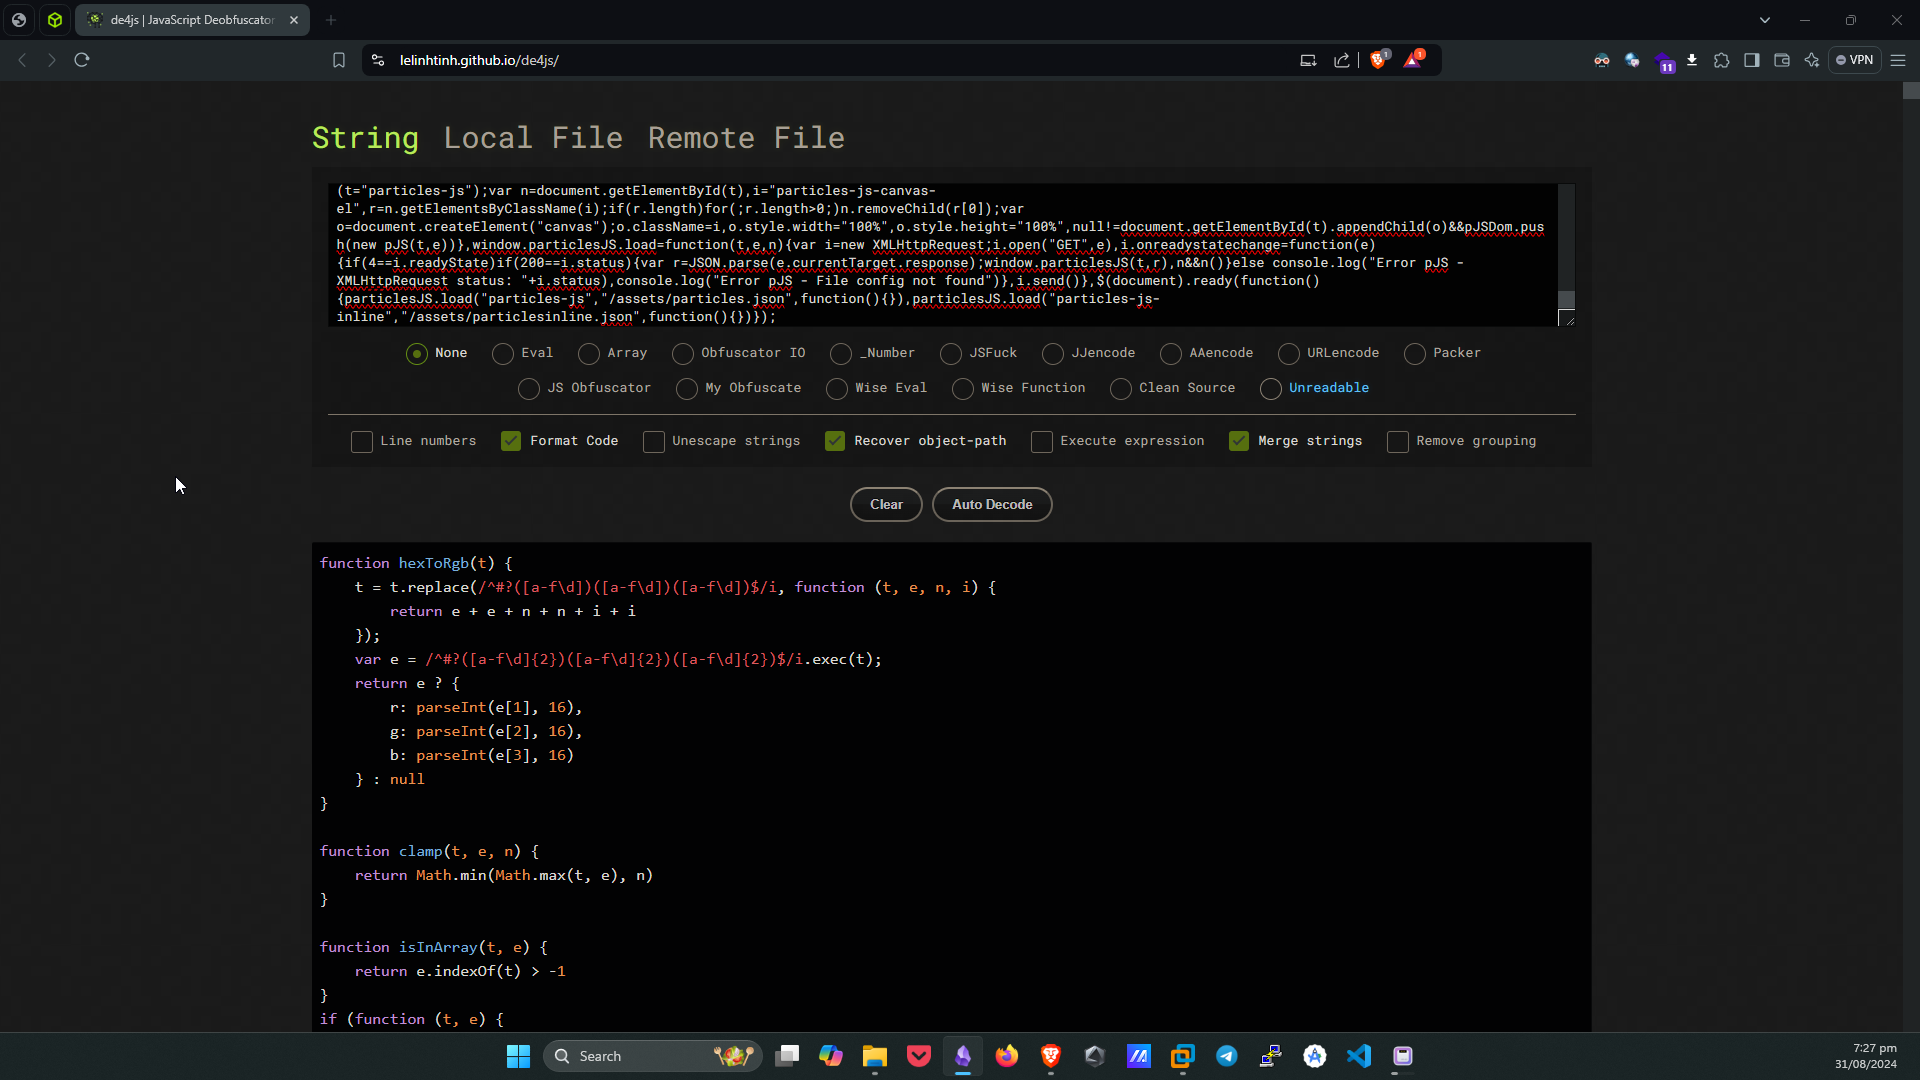 de4js | JavaScript Deobfuscator
lelinhtinh.github.io/de4js/
1
1
11
VPN
String Local File Remote File
(t="particles-js");var n=document.getElementById(t),i="particles-js-canvas-
el",r=n.getElementsByClassName(i);if(r.length)for(;r.length>0;)n.removeChild(r[0]);var
o=document.createElement("canvas");o.className=i,o.style.width="100%",o.style.height="100%",null!=document.getElementById(t).appendChild(o)&&pJSDom.pus
h(new pJS(t,e))},window.particlesJS.load=function(t,e,n){var i=new XMLHttpRequest;i.open("GET",e),i.onreadystatechange=function(e)
{if(4==i.readyState)if(200==i.status){var r=JSON.parse(e.currentTarget.response);window.particlesJS(t,r),n&&n()}else console.log("Error pJS -
XMLHttpRequest status: "+i.status),console.log("Error pJS - File config not found")},i.send()},$(document).ready(function()
{particlesJS.load("particles-js","/assets/particles.json",function(){}),particlesJS.load("particles-js-
inline","/assets/particlesinline.json",function(){})});
None Eval Array Obfuscator IO _Number JSFuck JJencode AAencode URLencode Packer
JS Obfuscator My Obfuscate Wise Eval Wise Function Clean Source Unreadable
Line numbers Format Code Unescape strings Recover object-path Execute expression Merge strings Remove grouping
Clear Auto Decode
function hexToRgb(t) {
    t = t.replace(/^#?([a-f\d])([a-f\d])([a-f\d])$/i, function (t, e, n, i) {
        return e + e + n + n + i + i
    });
    var e = /^#?([a-f\d]{2})([a-f\d]{2})([a-f\d]{2})$/i.exec(t);
    return e ? {
        r: parseInt(e[1], 16),
        g: parseInt(e[2], 16),
        b: parseInt(e[3], 16)
    } : null
}
function clamp(t, e, n) {
    return Math.min(Math.max(t, e), n)
}
function isInArray(t, e) {
    return e.indexOf(t) > -1
}
if (function (t, e) {
Search
7:27 pm
31/08/2024